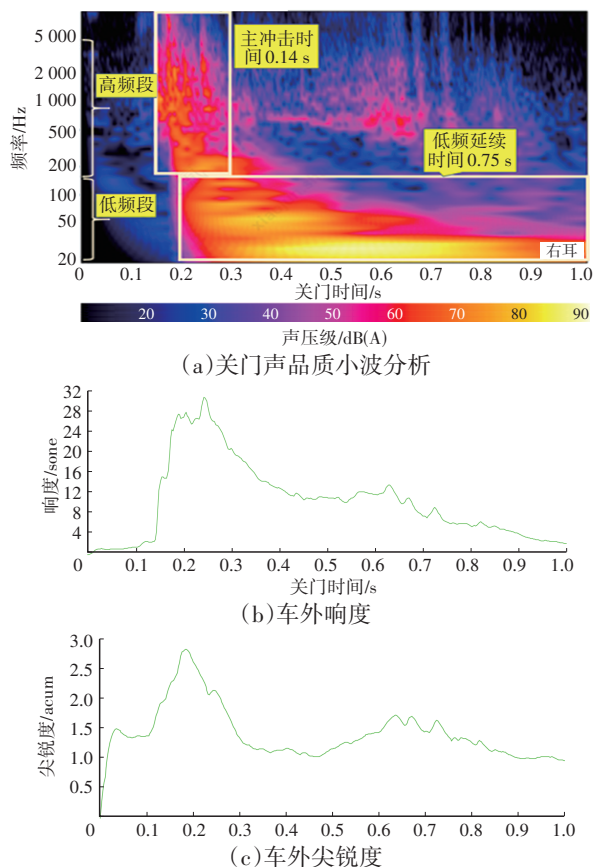 5 000
2 000
1 000
500
200
100
50
20
频率/Hz
高频段
低频段
主冲击时
间0.14 s
低频延续
时间0.75 s
右耳
0 0.1 0.2 0.3 0.4 0.5 0.6 0.7 0.8 0.9 1.0
关门时间/s
20 30 40 50 60 70 80 90
声压级/dB(A)
(a)关门声品质小波分析
32
28
24
20
16
12
8
4
响度/sone
0 0.1 0.2 0.3 0.4 0.5 0.6 0.7 0.8 0.9 1.0
关门时间/s
(b)车外响度
3.0
2.5
2.0
1.5
1.0
0.5
尖锐度/acum
0 0.1 0.2 0.3 0.4 0.5 0.6 0.7 0.8 0.9 1.0
(c)车外尖锐度